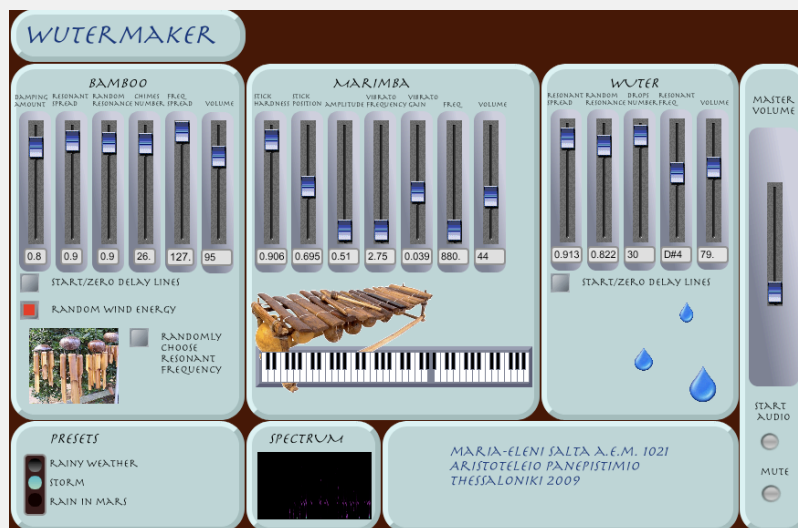 WUTERMAKER
BAMBOO
DAMPING AMOUNT
RESONANT SPREAD
RANDOM RESONANCE
CHIMES NUMBER
FREQ SPREAD
VOLUME
0.8
0.9
0.9
26.
127.
95
START/ZERO DELAY LINES
RANDOM WIND ENERGY
RANDOMLY
CHOOSE
RESONANT
FREQUENCY
MARIMBA
STICK HARDNESS
STICK POSITION
AMPLITUDE
VIBRATO FREQUENCY
VIBRATO GAIN
FREQ.
VOLUME
0.906
0.695
0.51
2.75
0.039
880.
44
WUTER
RESONANT SPREAD
RANDOM RESONANCE
DROPS NUMBER
RESONANT FREQ.
VOLUME
0.913
0.822
30
D#4
79.
START/ZERO DELAY LINES
MASTER
VOLUME
START
AUDIO
MUTE
PRESETS
RAINY WEATHER
STORM
RAIN IN MARS
SPECTRUM
MARIA-ELENI SALTA A.E.M. 1021
ARISTOTELEIO PANEPISTIMIO
THESSALONIKI 2009